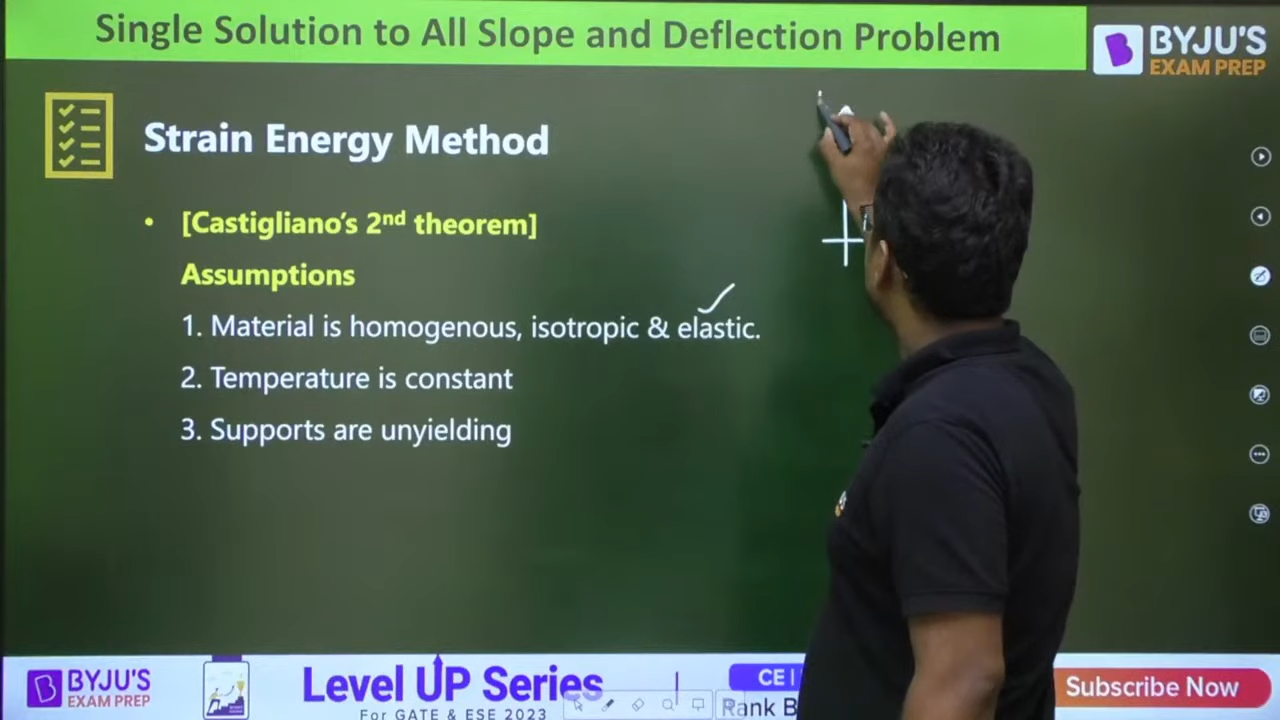 Single Solution to All Slope and Deflection Problem
BYJU'S
EXAM PREP
Strain Energy Method
• [Castigliano's 2nd theorem]
Assumptions
1. Material is homogenous, isotropic & elastic.
2. Temperature is constant
3. Supports are unyielding
BYJU'S
EXAM PREP
Level UP Series
For GATE & ESE 2023
CE |
Rank B
Subscribe Now